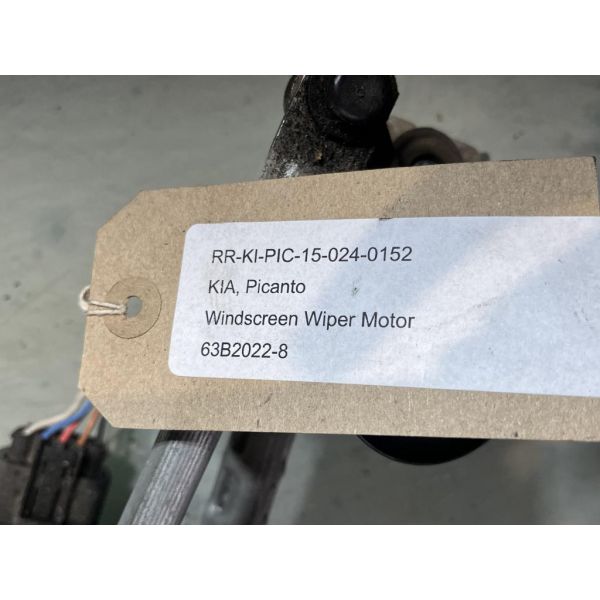 RR-KI-PIC-15-024-0152
KIA, Picanto
Windscreen Wiper Motor
63B2022-8